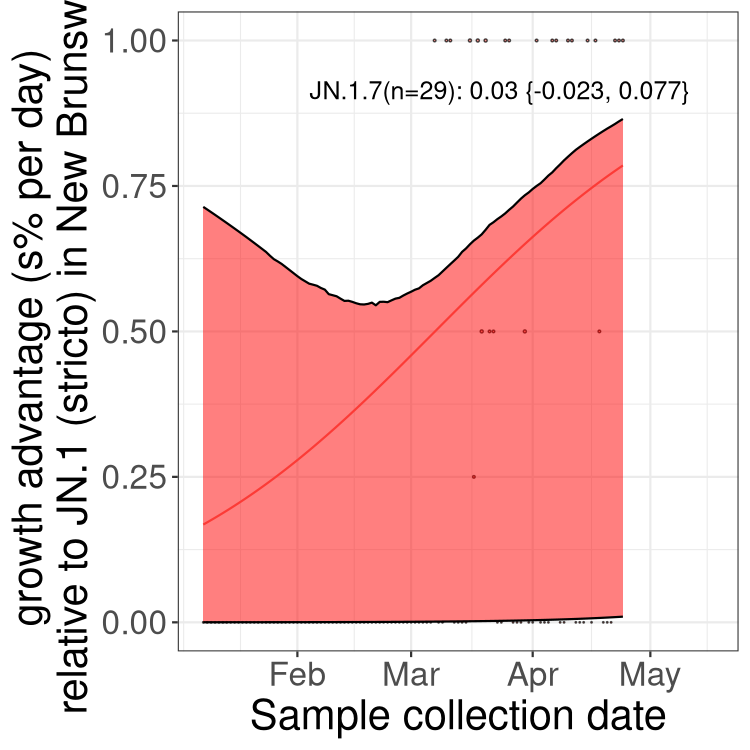 growth advantage (s% per day)
relative to JN.1 (stricto) in New Brunsw
1.00
0.75
0.50
0.25
0.00
JN.1.7(n=29): 0.03 {-0.023, 0.077}
Feb Mar Apr May
Sample collection date